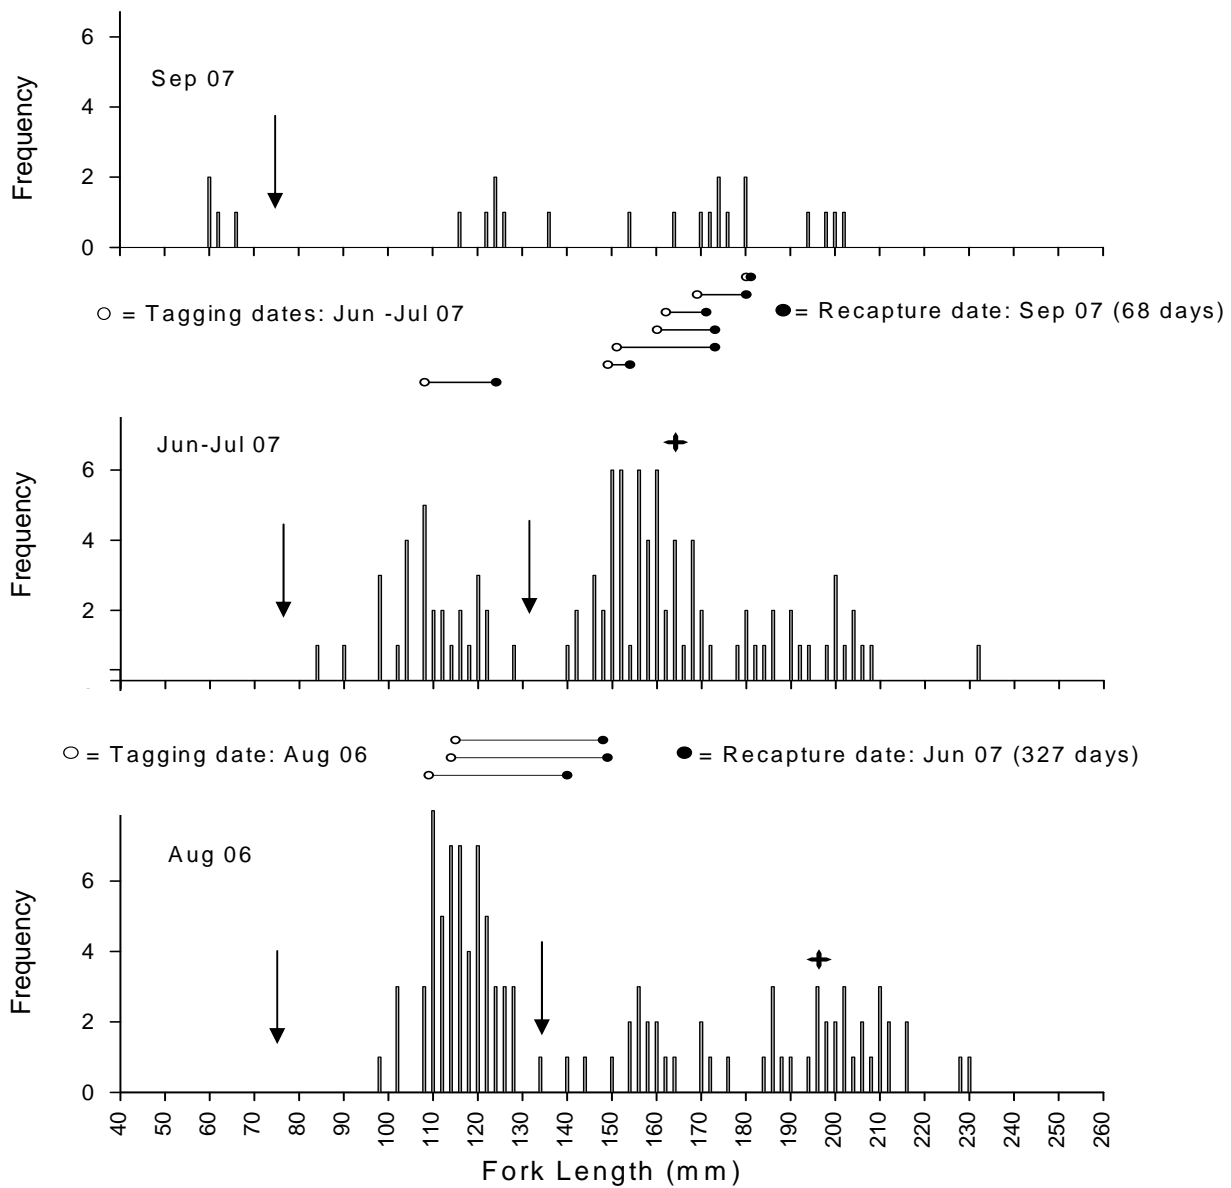 6
Sep 07
4
2
0
Frequency
= Tagging dates: Jun -Jul 07
= Recapture date: Sep 07 (68 days)
Jun-Jul 07
6
4
2
Frequency
= Tagging date: Aug 06
= Recapture date: Jun 07 (327 days)
Aug 06
6
4
2
0
Frequency
40 50 60 70 80 90 100 110 120 130 140 150 160 170 180 190 200 210 220 230 240 250 260
Fork Length (mm)